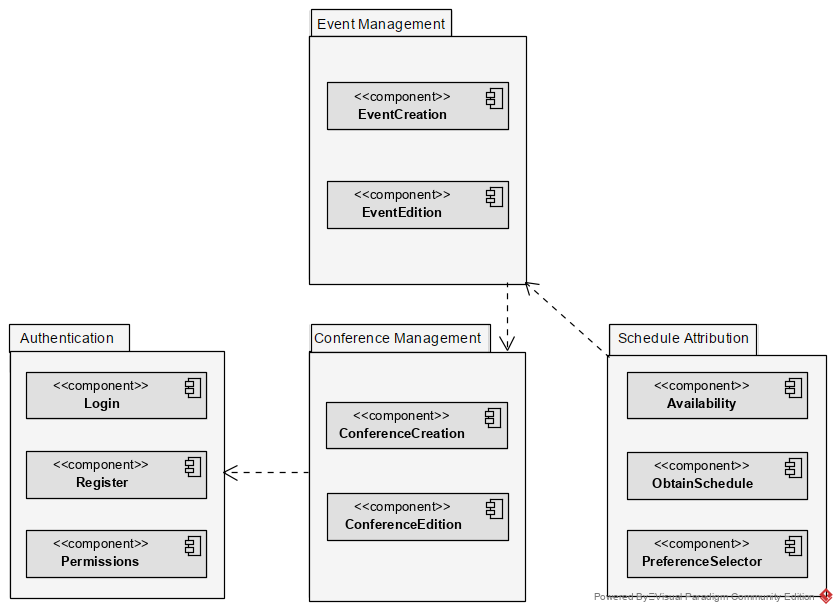 Event Management
<<component>>
EventCreation
<<component>>
EventEdition
Authentication
<<component>>
Login
<<component>>
Register
<<component>>
Permissions
Conference Management
<<component>>
ConferenceCreation
<<component>>
ConferenceEdition
Schedule Attribution
<<component>>
Availability
<<component>>
ObtainSchedule
<<component>>
PreferenceSelector
Powered By Visual Paradigm Community Edition